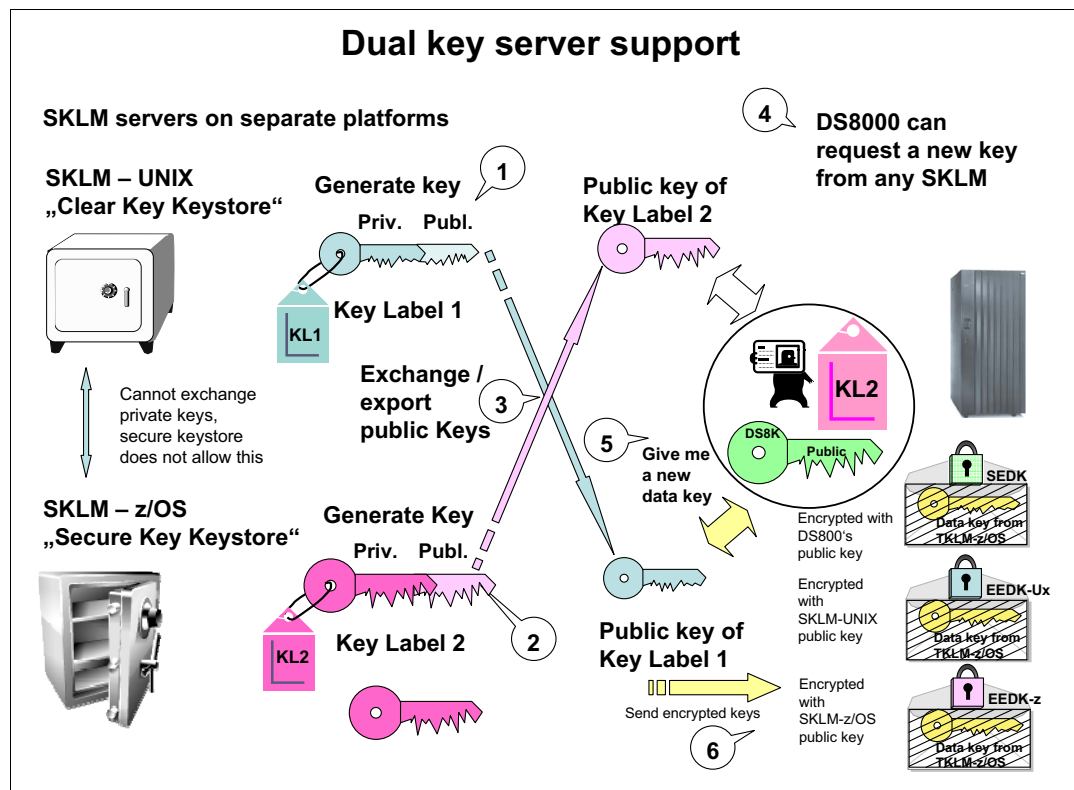 Dual key server support
SKLM servers on separate platforms
4
DS8000 can
request a new key
from any SKLM
SKLM – UNIX
„Clear Key Keystore“
1
Generate key
Priv. Publ.
Public key of
Key Label 2
KL1
Key Label 1
Cannot exchange
private keys,
secure keystore
does not allow this
Exchange /
export
public Keys
3
KL2
DS8K
Public
5
Give me
a new
data key
SKLM – z/OS
„Secure Key Keystore“
Generate Key
Priv. Publ.
KL2
Key Label 2
2
Public key of
Key Label 1
Send encrypted keys
6
Encrypted with
DS800‘s
public key
SEDK
Data key from
TKLM-z/OS
Encrypted
with
SKLM-UNIX
public key
EEDK-Ux
Data key from
TKLM-z/OS
Encrypted
with
SKLM-z/OS
public key
EEDK-z
Data key from
TKLM-z/OS